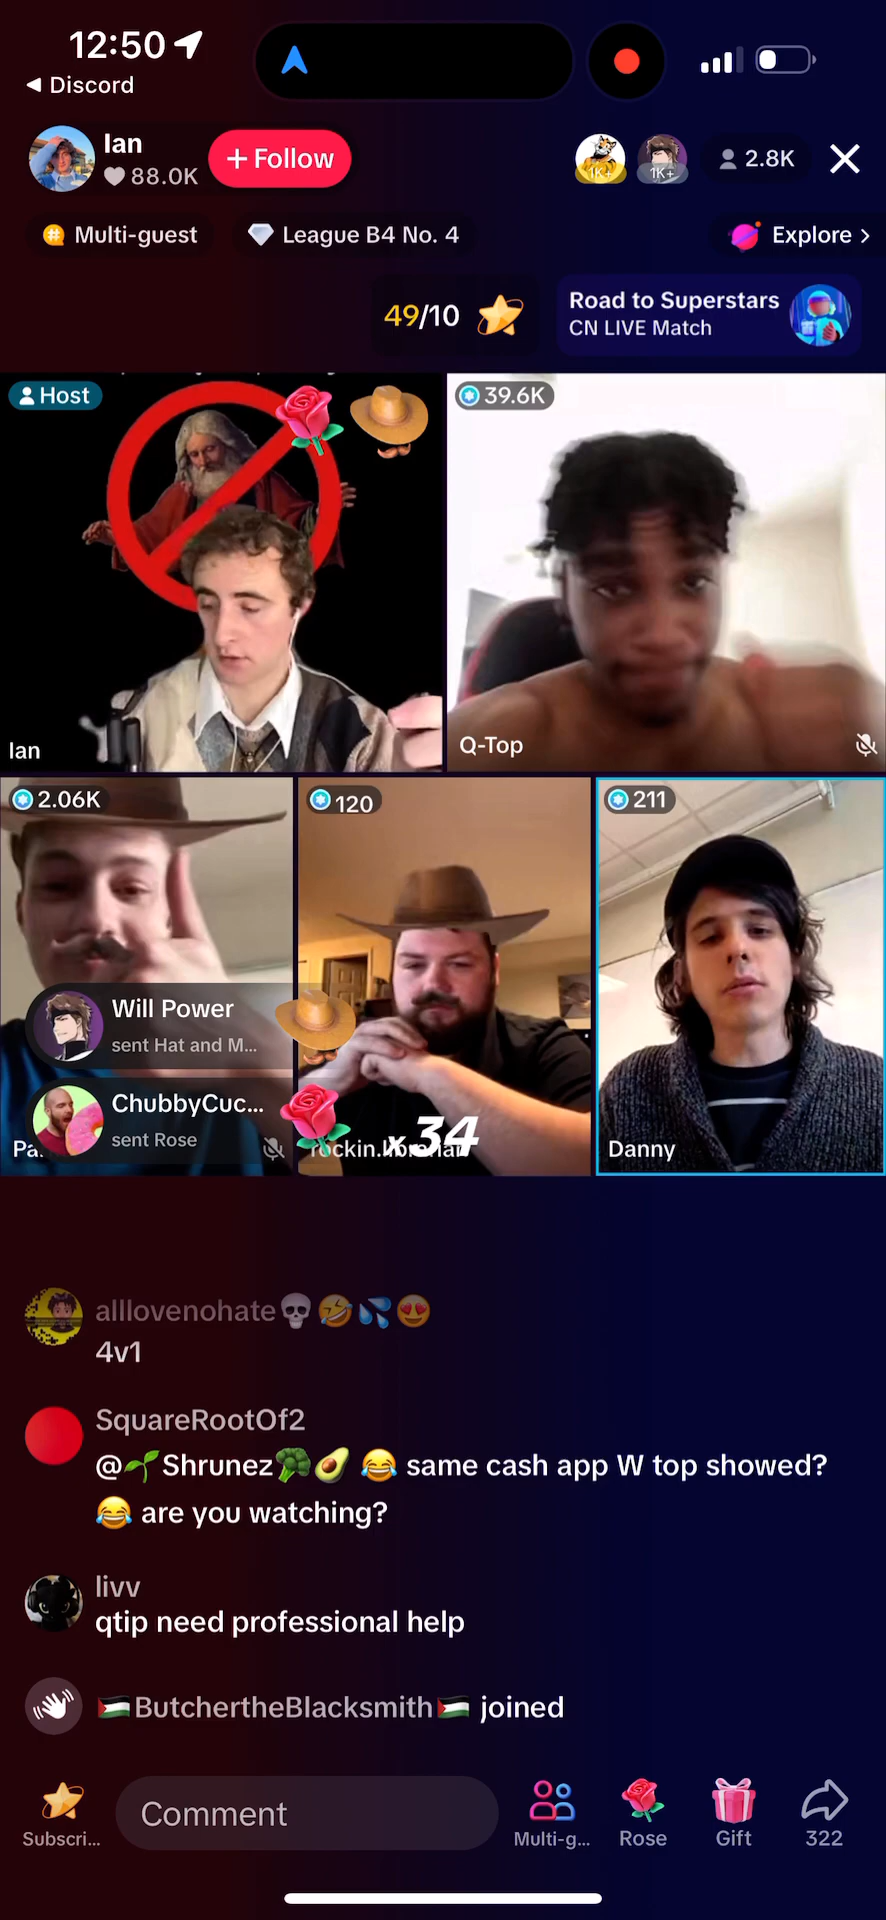 12:50
◀ Discord
Ian
88.0K
+ Follow
1K+
1K+
2.8K
Multi-guest
League B4 No. 4
Explore >
49/10
Road to Superstars
CN LIVE Match
Host
39.6K
Ian
Q-Top
2.06K
120
211
Will Power
sent Hat and M...
ChubbyCuc...
sent Rose
x34
Pa
rockin.librarian
Danny
alllovenohate💀🤣💦😍
4v1
SquareRootOf2
@🌱Shrunez🥦🥑 😂 same cash app W top showed?
😂 are you watching?
livv
qtip need professional help
🇵🇸ButchertheBlacksmith🇵🇸 joined
Subscri...
Comment
Multi-g...
Rose
Gift
322